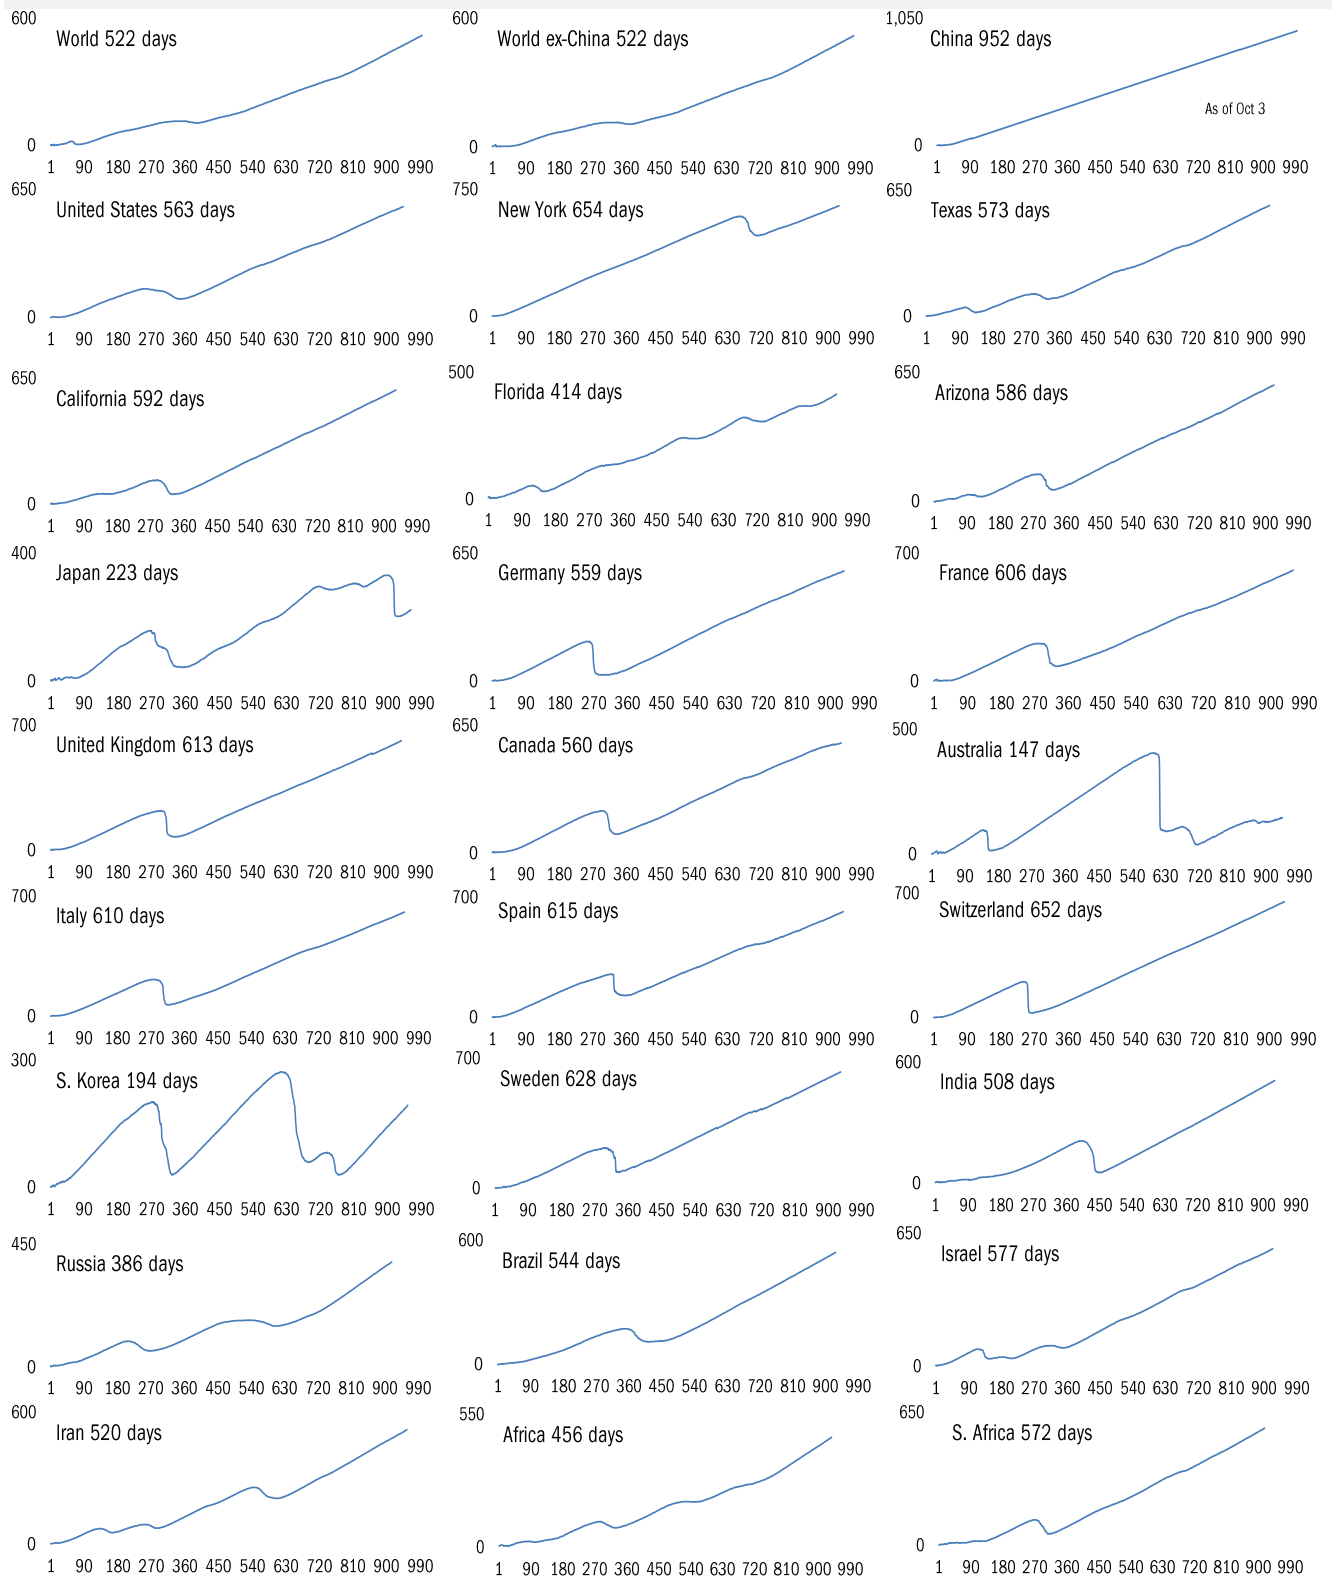 600 600 1,050
World 522 days World ex-China 522 days China 952 days
As of Oct 3
0 0 0
1 90 180 270 360 450 540 630 720 810 900 990 1 90 180 270 360 450 540 630 720 810 900 990 1 90 180 270 360 450 540 630 720 810 900 990
650 750 650
United States 563 days New York 654 days Texas 573 days
0 0 0
1 90 180 270 360 450 540 630 720 810 900 990 1 90 180 270 360 450 540 630 720 810 900 990 1 90 180 270 360 450 540 630 720 810 900 990
650 500 650
California 592 days Florida 414 days Arizona 586 days
0 0 0
1 90 180 270 360 450 540 630 720 810 900 990 1 90 180 270 360 450 540 630 720 810 900 990 1 90 180 270 360 450 540 630 720 810 900 990
400 650 700
Japan 223 days Germany 559 days France 606 days
0 0 0
1 90 180 270 360 450 540 630 720 810 900 990 1 90 180 270 360 450 540 630 720 810 900 990 1 90 180 270 360 450 540 630 720 810 900 990
700 650 500
United Kingdom 613 days Canada 560 days Australia 147 days
0 0 0
1 90 180 270 360 450 540 630 720 810 900 990 1 90 180 270 360 450 540 630 720 810 900 990 1 90 180 270 360 450 540 630 720 810 900 990
700 700 700
Italy 610 days Spain 615 days Switzerland 652 days
0 0 0
1 90 180 270 360 450 540 630 720 810 900 990 1 90 180 270 360 450 540 630 720 810 900 990 1 90 180 270 360 450 540 630 720 810 900 990
300 700 600
S. Korea 194 days Sweden 628 days India 508 days
0 0 0
1 90 180 270 360 450 540 630 720 810 900 990 1 90 180 270 360 450 540 630 720 810 900 990 1 90 180 270 360 450 540 630 720 810 900 990
450 600 650
Russia 386 days Brazil 544 days Israel 577 days
0 0 0
1 90 180 270 360 450 540 630 720 810 900 990 1 90 180 270 360 450 540 630 720 810 900 990 1 90 180 270 360 450 540 630 720 810 900 990
600 550 650
Iran 520 days Africa 456 days S. Africa 572 days
0 0 0
1 90 180 270 360 450 540 630 720 810 900 990 1 90 180 270 360 450 540 630 720 810 900 990 1 90 180 270 360 450 540 630 720 810 900 990